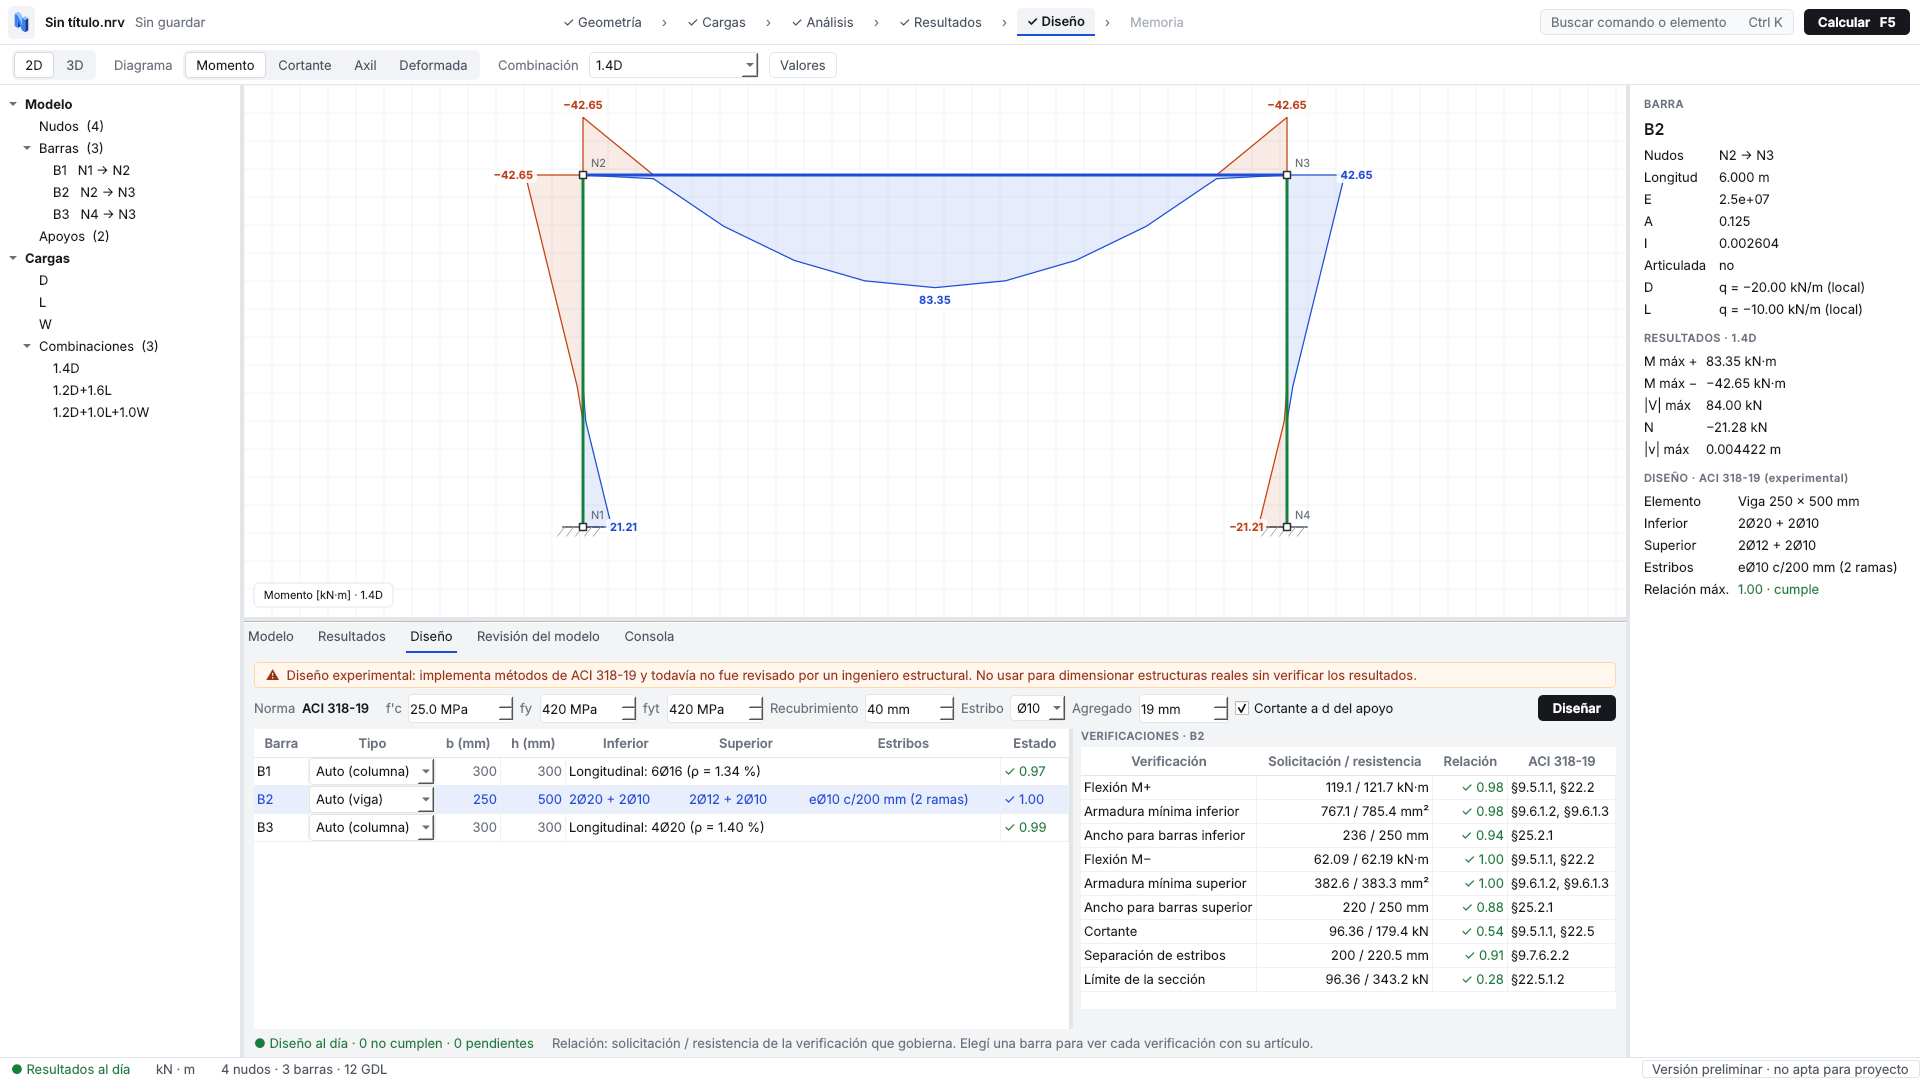 Sin título.nrv Sin guardar ✓ Geometría › ✓ Cargas › ✓ Análisis › ✓ Resultados › ✓ Diseño › Memoria Buscar comando o elemento Ctrl K Calcular F5
2D 3D Diagrama Momento Cortante Axil Deformada Combinación 1.4D Valores
Modelo
Nudos (4)
Barras (3)
B1 N1 → N2
B2 N2 → N3
B3 N4 → N3
Apoyos (2)
Cargas
D
L
W
Combinaciones (3)
1.4D
1.2D+1.6L
1.2D+1.0L+1.0W
−42.65 −42.65
N2 N3
−42.65 42.65
83.35
N1 N4
21.21 −21.21
Momento [kN·m] · 1.4D
BARRA
B2
Nudos N2 → N3
Longitud 6.000 m
E 2.5e+07
A 0.125
I 0.002604
Articulada no
D q = −20.00 kN/m (local)
L q = −10.00 kN/m (local)
RESULTADOS · 1.4D
M máx + 83.35 kN·m
M máx − −42.65 kN·m
|V| máx 84.00 kN
N −21.28 kN
|v| máx 0.004422 m
DISEÑO · ACI 318-19 (experimental)
Elemento Viga 250 × 500 mm
Inferior 2Ø20 + 2Ø10
Superior 2Ø12 + 2Ø10
Estribos eØ10 c/200 mm (2 ramas)
Relación máx. 1.00 · cumple
Modelo Resultados Diseño Revisión del modelo Consola
⚠ Diseño experimental: implementa métodos de ACI 318-19 y todavía no fue revisado por un ingeniero estructural. No usar para dimensionar estructuras reales sin verificar los resultados.
Norma ACI 318-19 f'c 25.0 MPa fy 420 MPa fyt 420 MPa Recubrimiento 40 mm Estribo Ø10 Agregado 19 mm ✓ Cortante a d del apoyo Diseñar
Barra Tipo b (mm) h (mm) Inferior Superior Estribos Estado
B1 Auto (columna) 300 300 Longitudinal: 6Ø16 (ρ = 1.34 %) ✓ 0.97
B2 Auto (viga) 250 500 2Ø20 + 2Ø10 2Ø12 + 2Ø10 eØ10 c/200 mm (2 ramas) ✓ 1.00
B3 Auto (columna) 300 300 Longitudinal: 4Ø20 (ρ = 1.40 %) ✓ 0.99
VERIFICACIONES · B2
Verificación Solicitación / resistencia Relación ACI 318-19
Flexión M+ 119.1 / 121.7 kN·m ✓ 0.98 §9.5.1.1, §22.2
Armadura mínima inferior 767.1 / 785.4 mm² ✓ 0.98 §9.6.1.2, §9.6.1.3
Ancho para barras inferior 236 / 250 mm ✓ 0.94 §25.2.1
Flexión M− 62.09 / 62.19 kN·m ✓ 1.00 §9.5.1.1, §22.2
Armadura mínima superior 382.6 / 383.3 mm² ✓ 1.00 §9.6.1.2, §9.6.1.3
Ancho para barras superior 220 / 250 mm ✓ 0.88 §25.2.1
Cortante 96.36 / 179.4 kN ✓ 0.54 §9.5.1.1, §22.5
Separación de estribos 200 / 220.5 mm ✓ 0.91 §9.7.6.2.2
Límite de la sección 96.36 / 343.2 kN ✓ 0.28 §22.5.1.2
Diseño al día · 0 no cumplen · 0 pendientes Relación: solicitación / resistencia de la verificación que gobierna. Elegí una barra para ver cada verificación con su artículo.
Resultados al día kN · m 4 nudos · 3 barras · 12 GDL Versión preliminar · no apta para proyecto